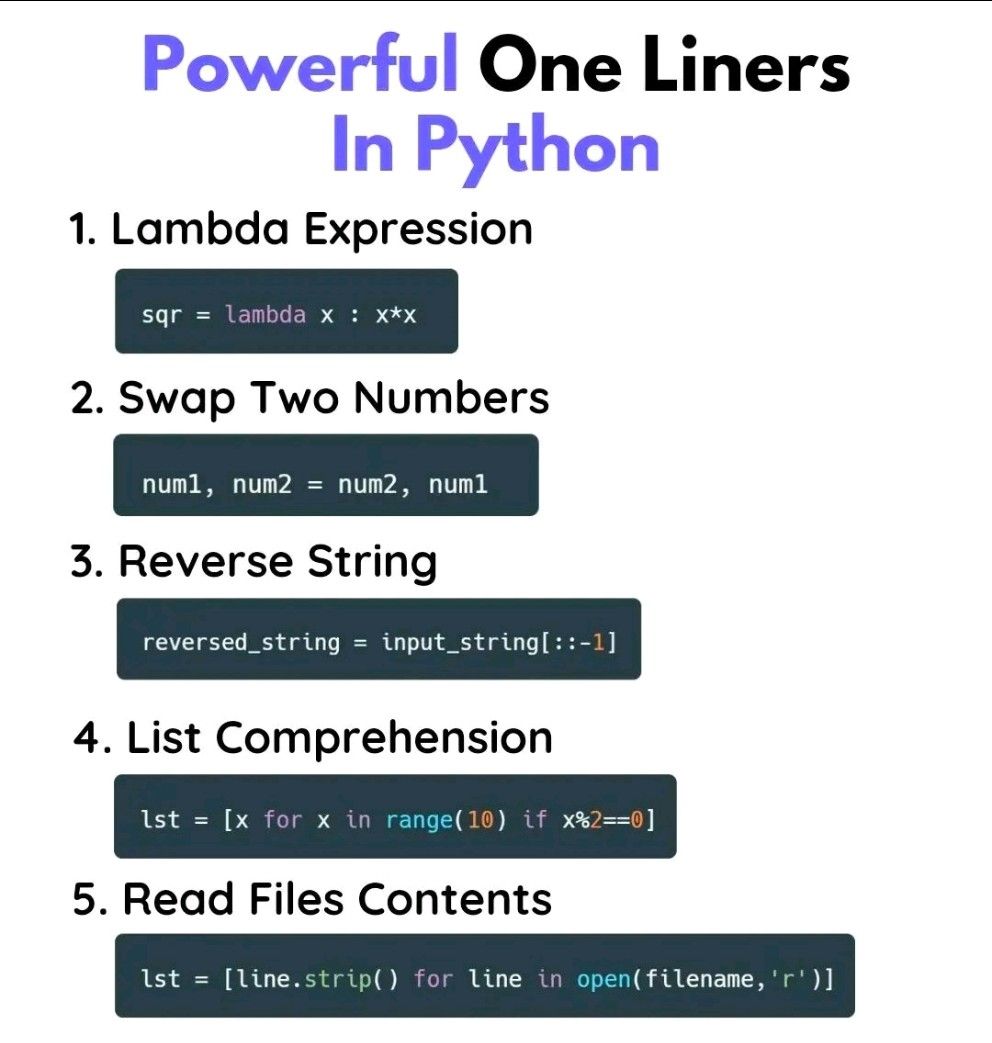 Powerful One Liners
In Python
1. Lambda Expression
sqr = lambda x : x*x
2. Swap Two Numbers
num1, num2 = num2, num1
3. Reverse String
reversed_string = input_string[::-1]
4. List Comprehension
lst = [x for x in range(10) if x%2==0]
5. Read Files Contents
lst = [line.strip() for line in open(filename,'r')]